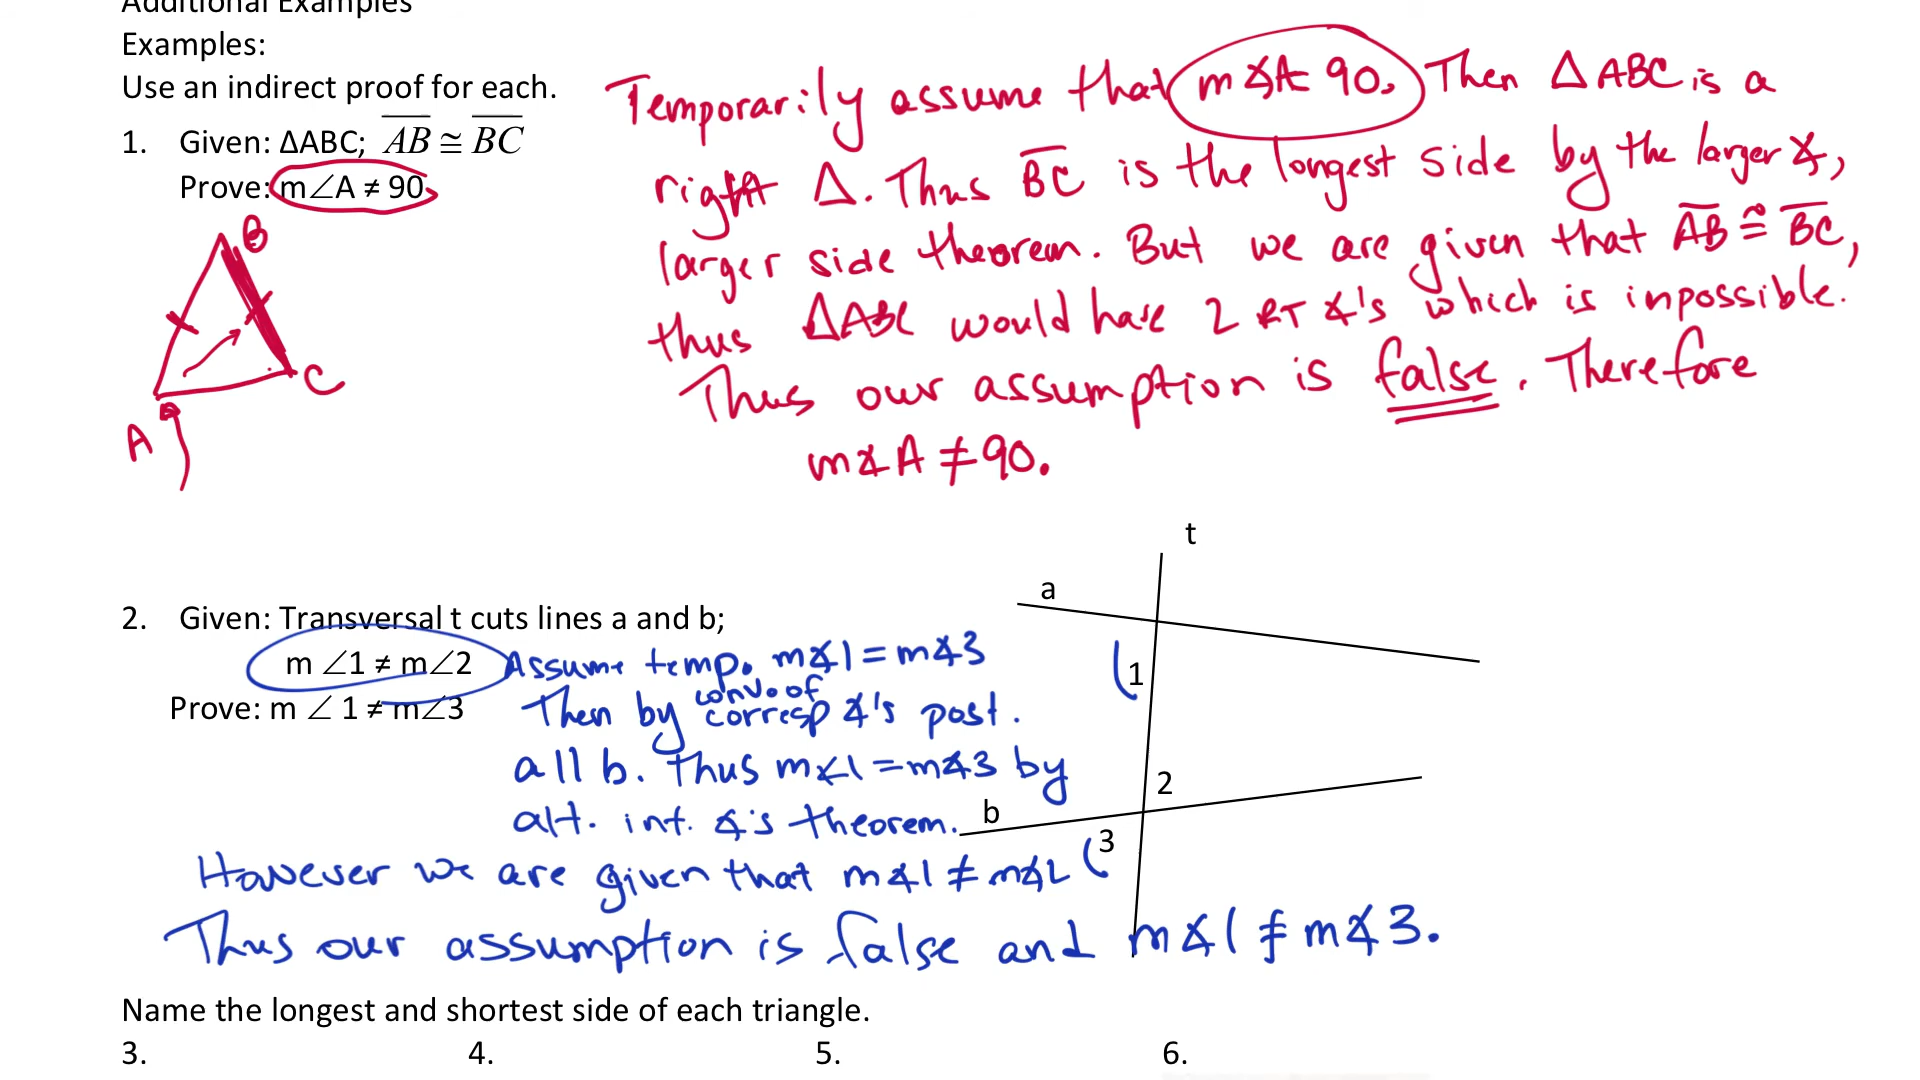 Additional Examples
Examples:
Use an indirect proof for each.
1. Given: ΔABC; AB ≅ BC
Prove: m∠A ≠ 90
B
C
A
Temporarily assume that m∡A = 90. Then △ABC is a
right △. Thus BC is the longest side by the larger ∡,
larger side theorem. But we are given that AB ≅ BC,
thus △ABC would have 2 RT ∡'s which is inpossible.
Thus our assumption is false. Therefore
m∡A ≠ 90.
t
a
1
2
b
3
2. Given: Transversal t cuts lines a and b;
m ∠1 ≠ m∠2
Prove: m ∠ 1 ≠ m∠3
Assume temp. m∡1 = m∡3
Then by conv. of corresp ∡'s post.
a || b. Thus m∡1 = m∡3 by
alt. int. ∡'s theorem.
However we are given that m∡1 ≠ m∡2
Thus our assumption is false and m∡1 ≠ m∡3.
Name the longest and shortest side of each triangle.
3. 4. 5. 6.